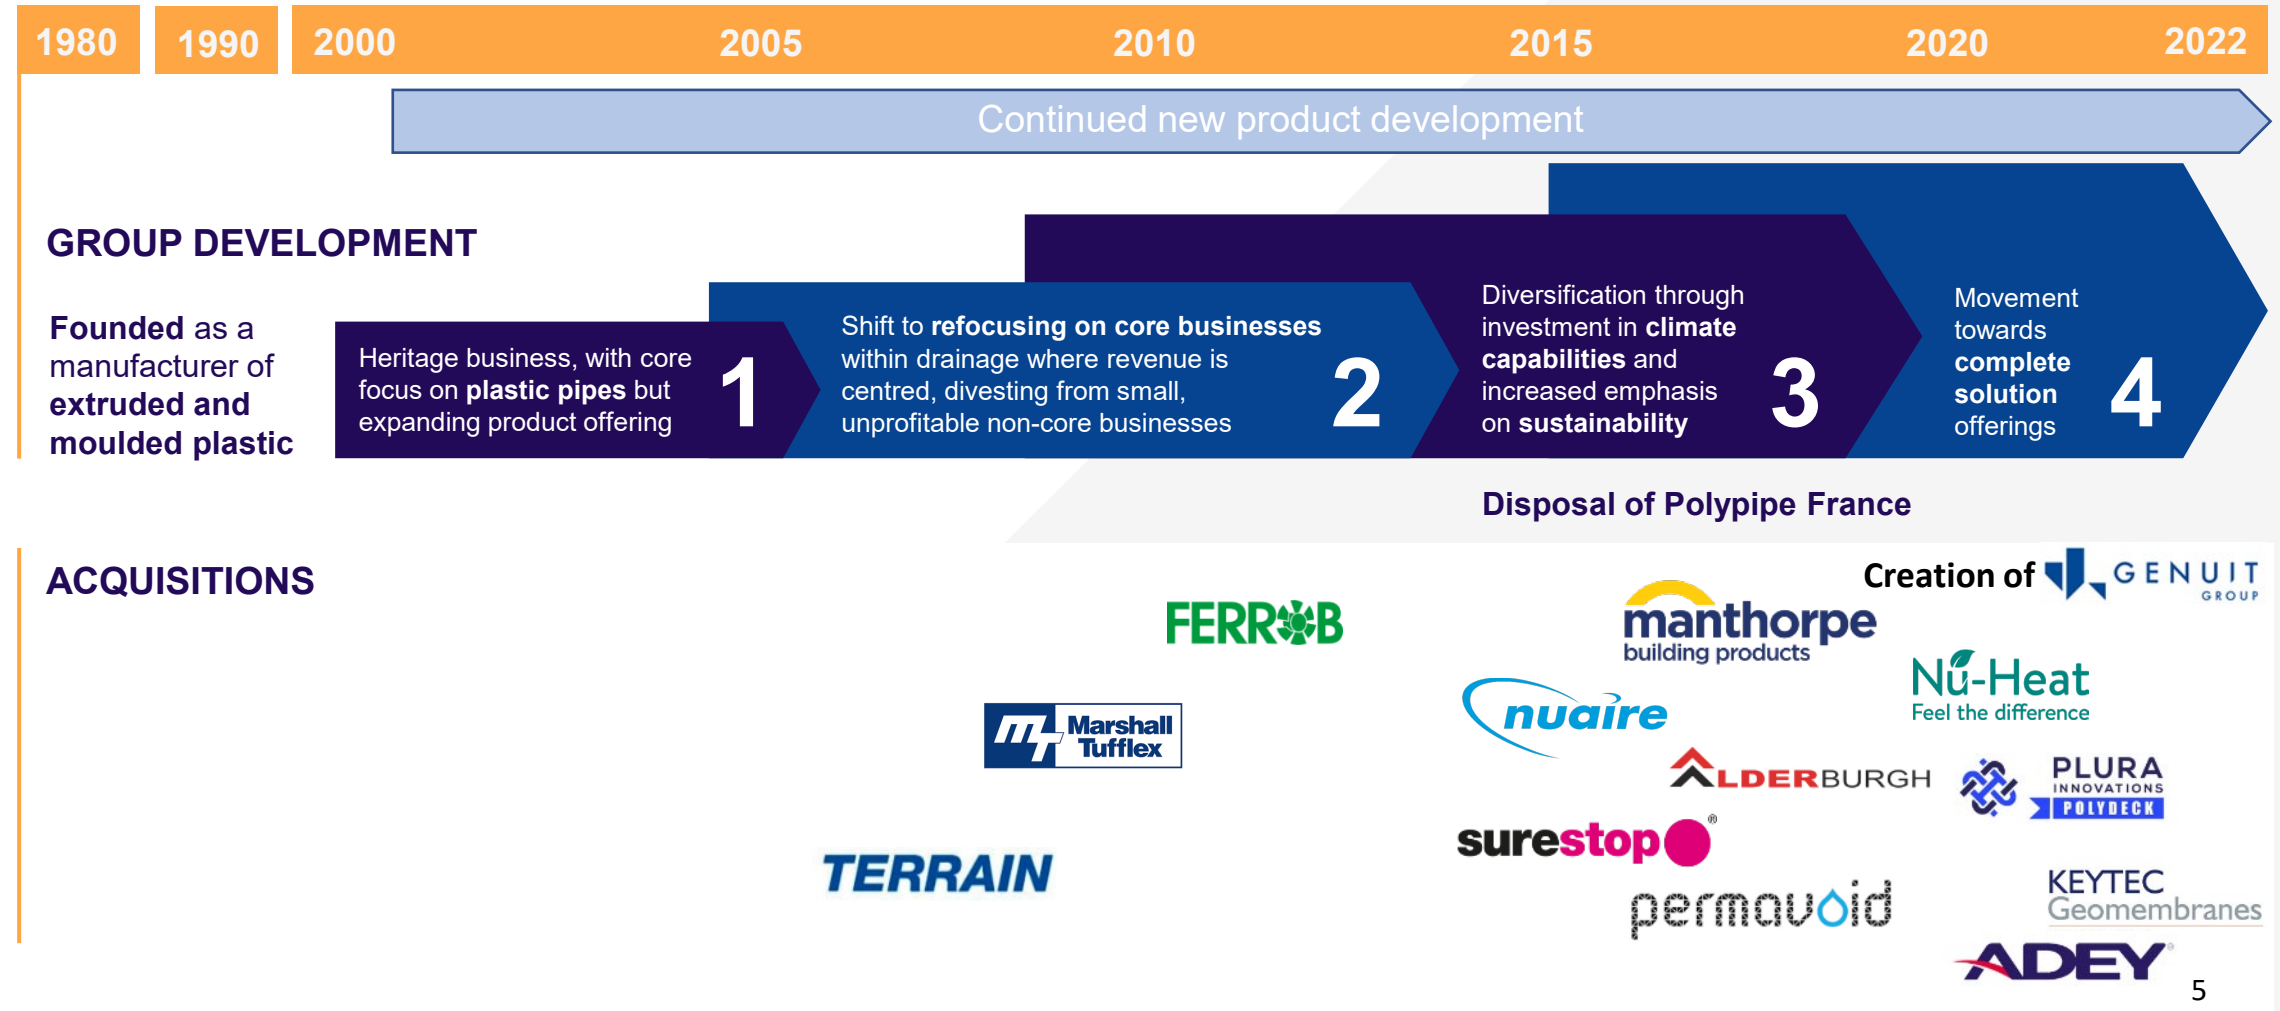 1980 1990 2000 2005 2010 2015 2020 2022
Continued new product development
GROUP DEVELOPMENT
Founded as a
manufacturer of
extruded and
moulded plastic
Heritage business, with core
focus on plastic pipes but
expanding product offering
1
Shift to refocusing on core businesses
within drainage where revenue is
centred, divesting from small,
unprofitable non-core businesses
2
Diversification through
investment in climate
capabilities and
increased emphasis
on sustainability
3
Movement
towards
complete
solution
offerings
4
Disposal of Polypipe France
ACQUISITIONS
Creation of GENUIT
GROUP
FERROB
manthorpe
building products
Nu-Heat
Feel the difference
nuaire
MT Marshall
Tufflex
ALDERBURGH
PLURA
INNOVATIONS
POLYDECK
surestop®
TERRAIN
permavoid
KEYTEC
Geomembranes
ADEY®
5